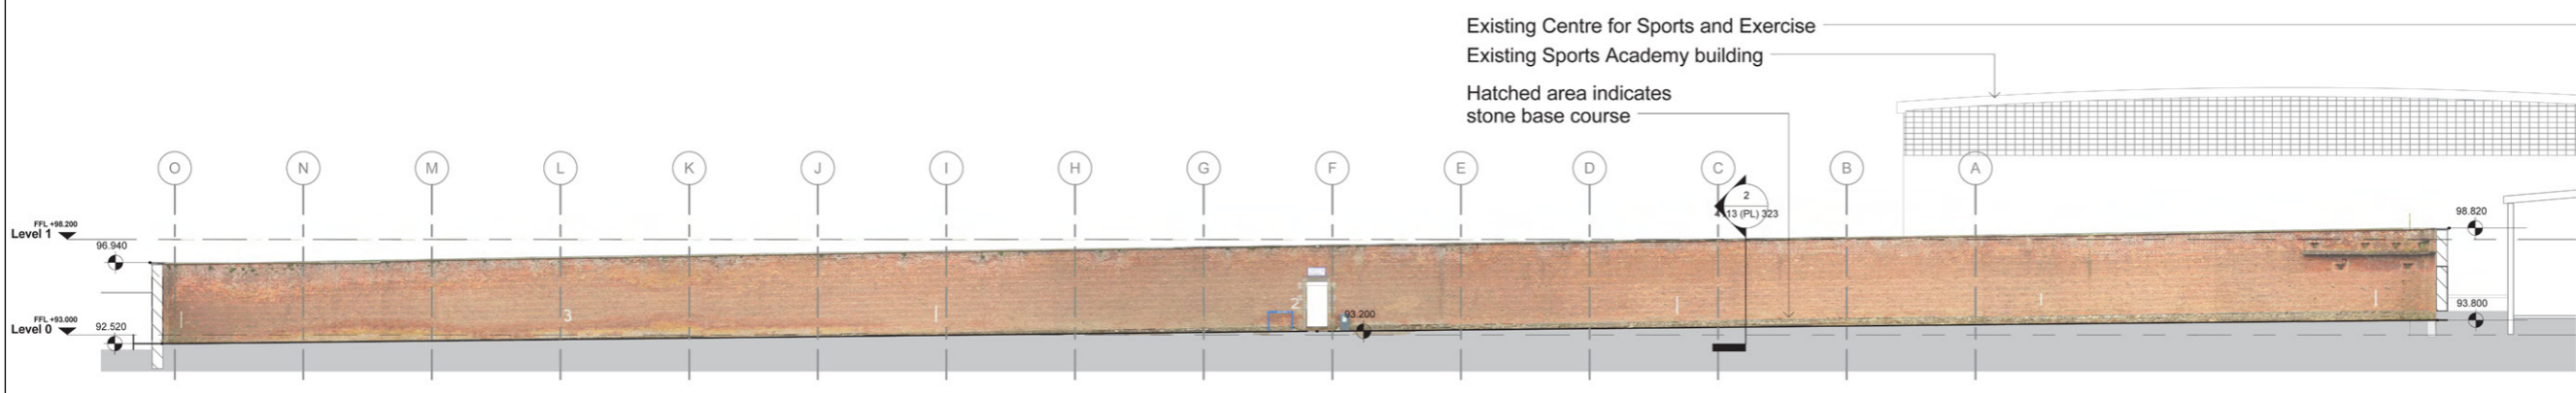 Existing Centre for Sports and Exercise
Existing Sports Academy building
Hatched area indicates
stone base course
O N M L K J I H G F E D C B A
2
13 (PL) 323
FFL +98.200
Level 1
96.940
98.820
FFL +93.000
Level 0
92.520
3
2
93.200
93.800